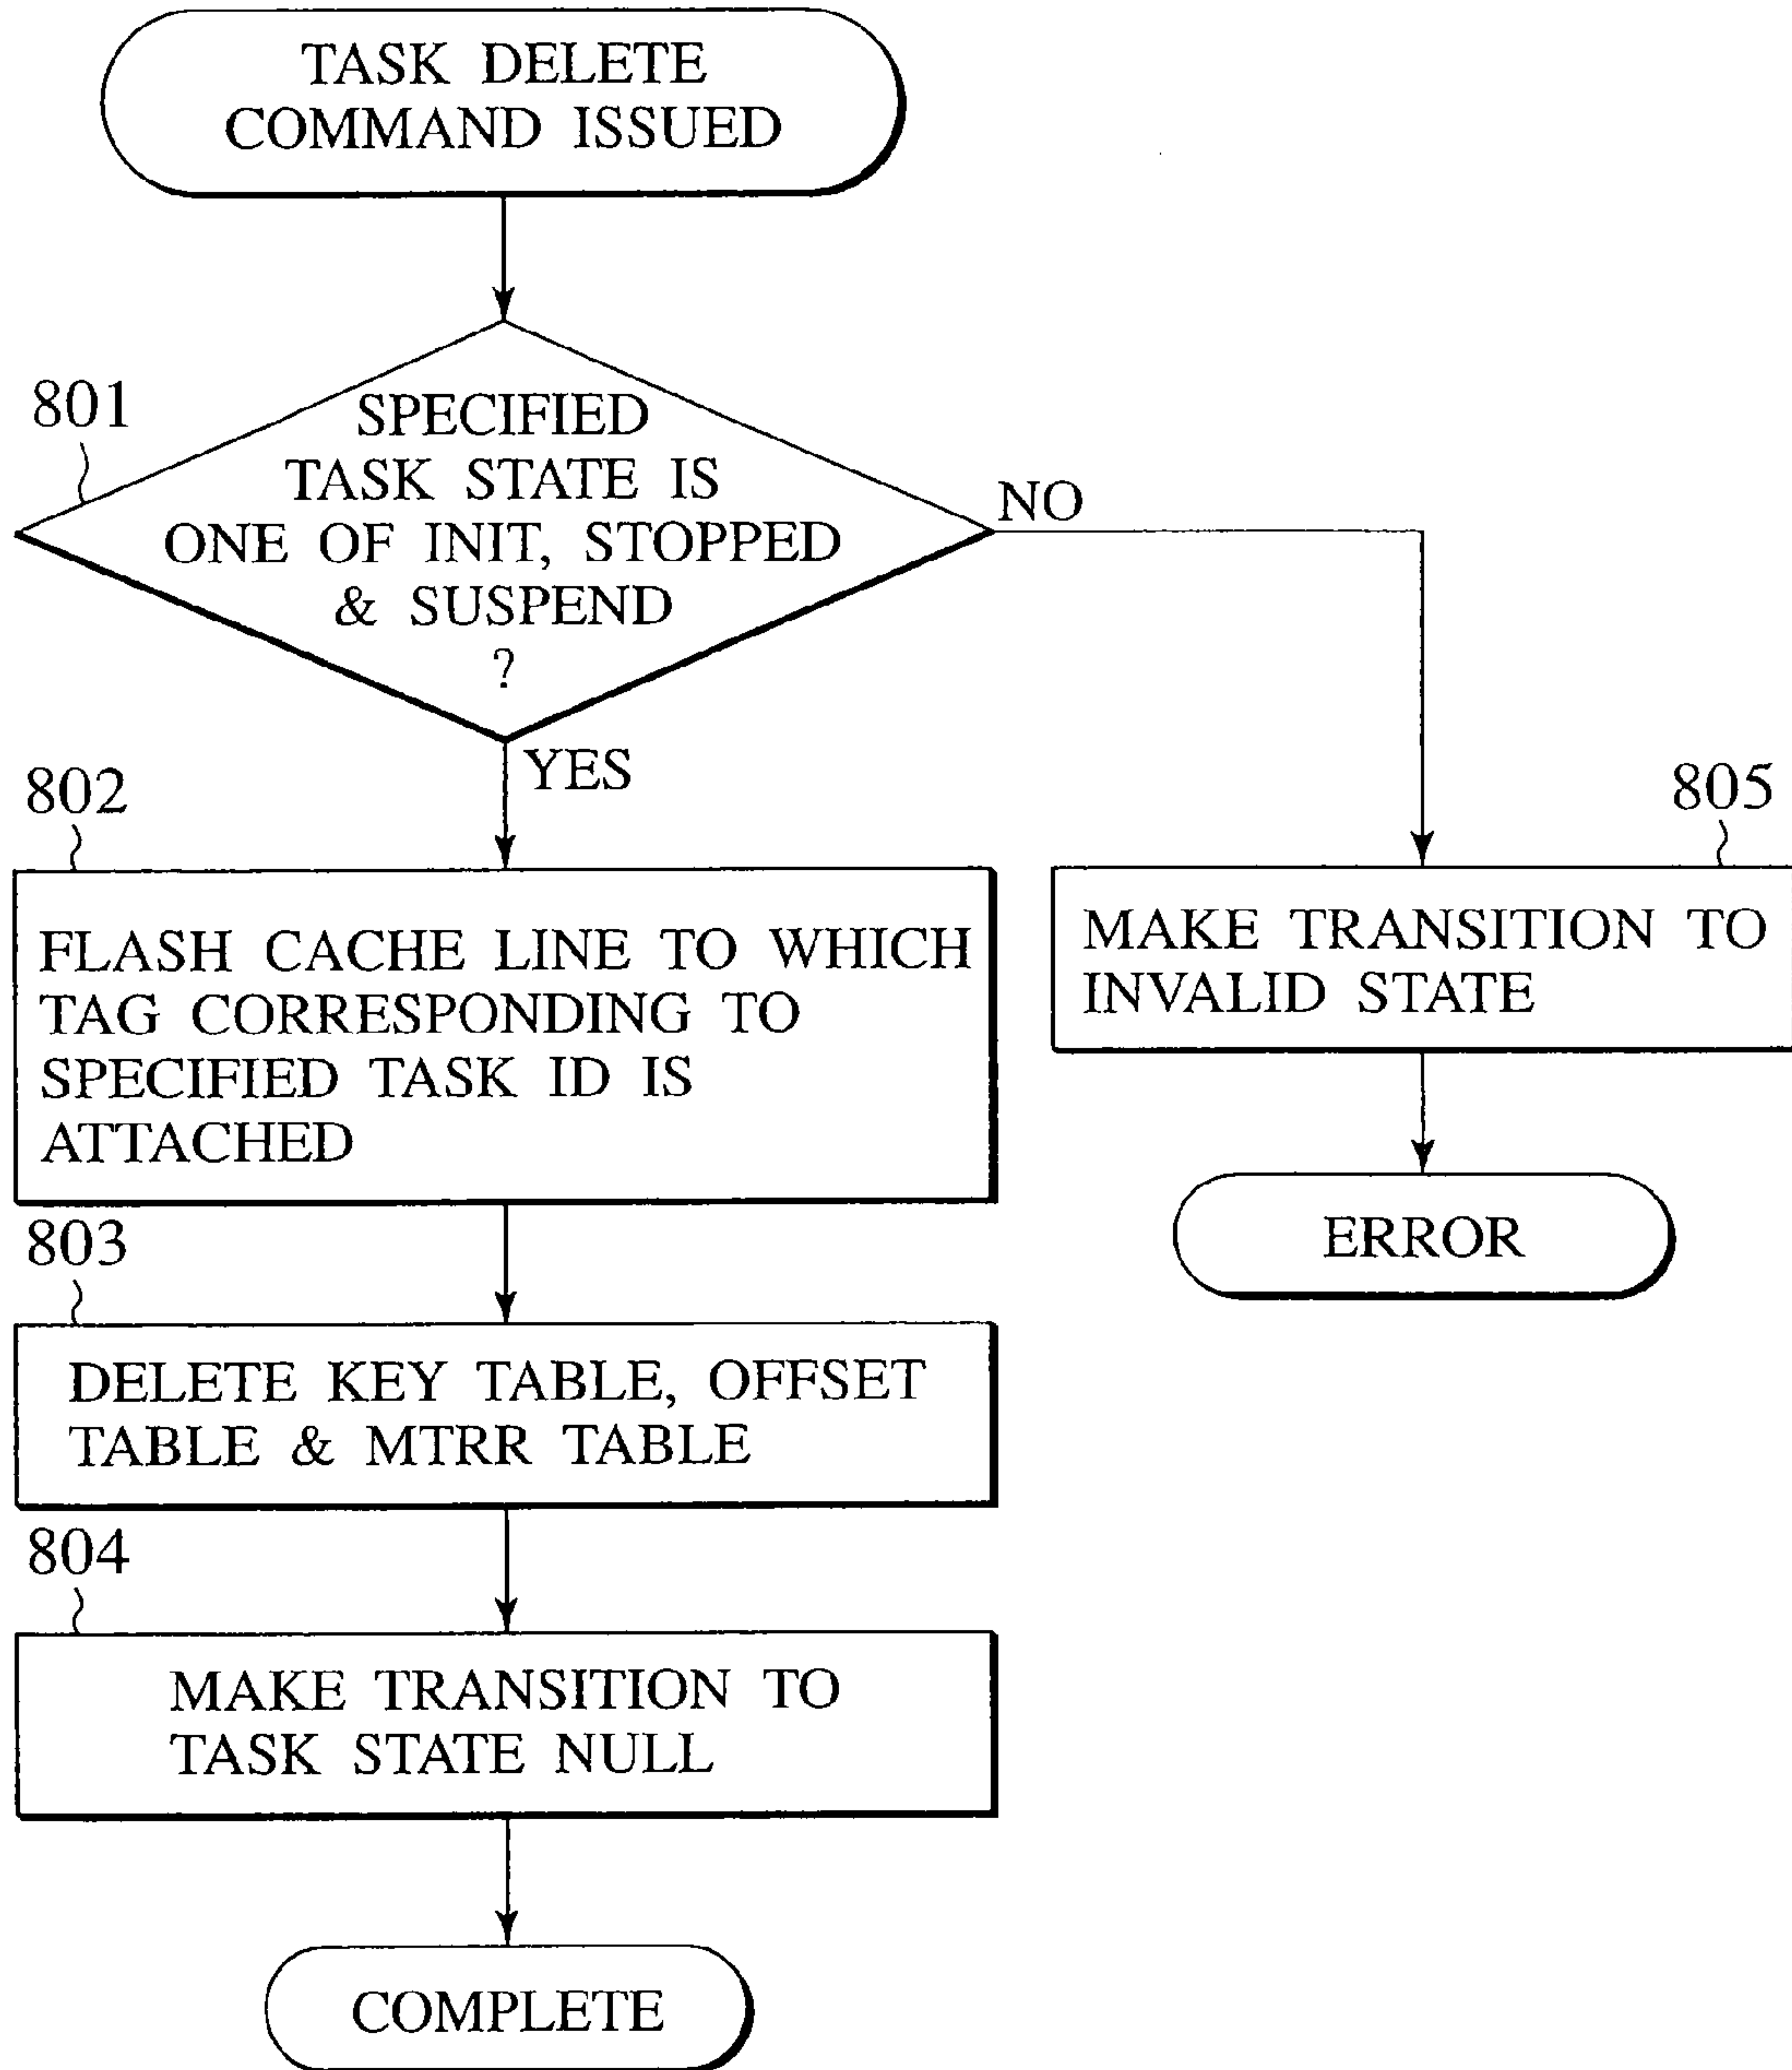 TASK DELETE
COMMAND ISSUED
801
SPECIFIED
TASK STATE IS
ONE OF INIT, STOPPED
& SUSPEND
?
NO
YES
802
FLASH CACHE LINE TO WHICH
TAG CORRESPONDING TO
SPECIFIED TASK ID IS
ATTACHED
805
MAKE TRANSITION TO
INVALID STATE
ERROR
803
DELETE KEY TABLE, OFFSET
TABLE & MTRR TABLE
804
MAKE TRANSITION TO
TASK STATE NULL
COMPLETE